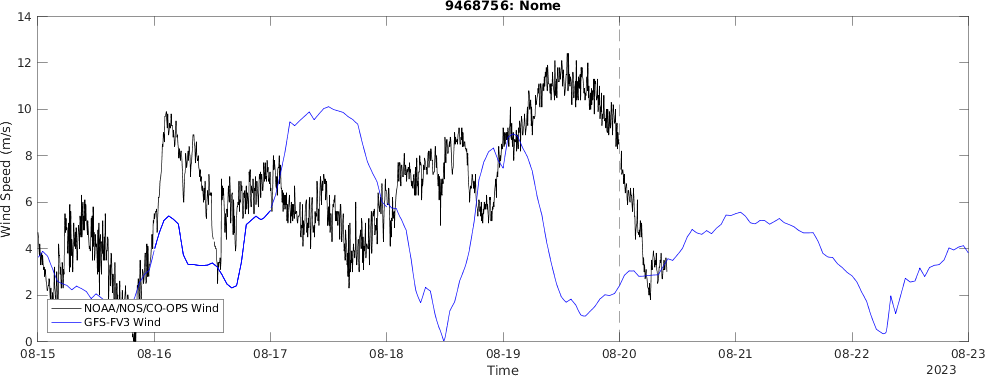 9468756: Nome
Wind Speed (m/s)
14
12
10
8
6
4
2
0
NOAA/NOS/CO-OPS Wind
GFS-FV3 Wind
08-15 08-16 08-17 08-18 08-19 08-20 08-21 08-22 08-23
Time
2023